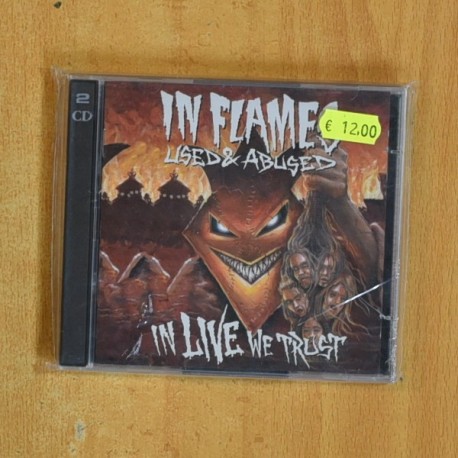 2
CD
IN FLAMES
USED & ABUSED
€ 12,00
IN LIVE WE TRUST